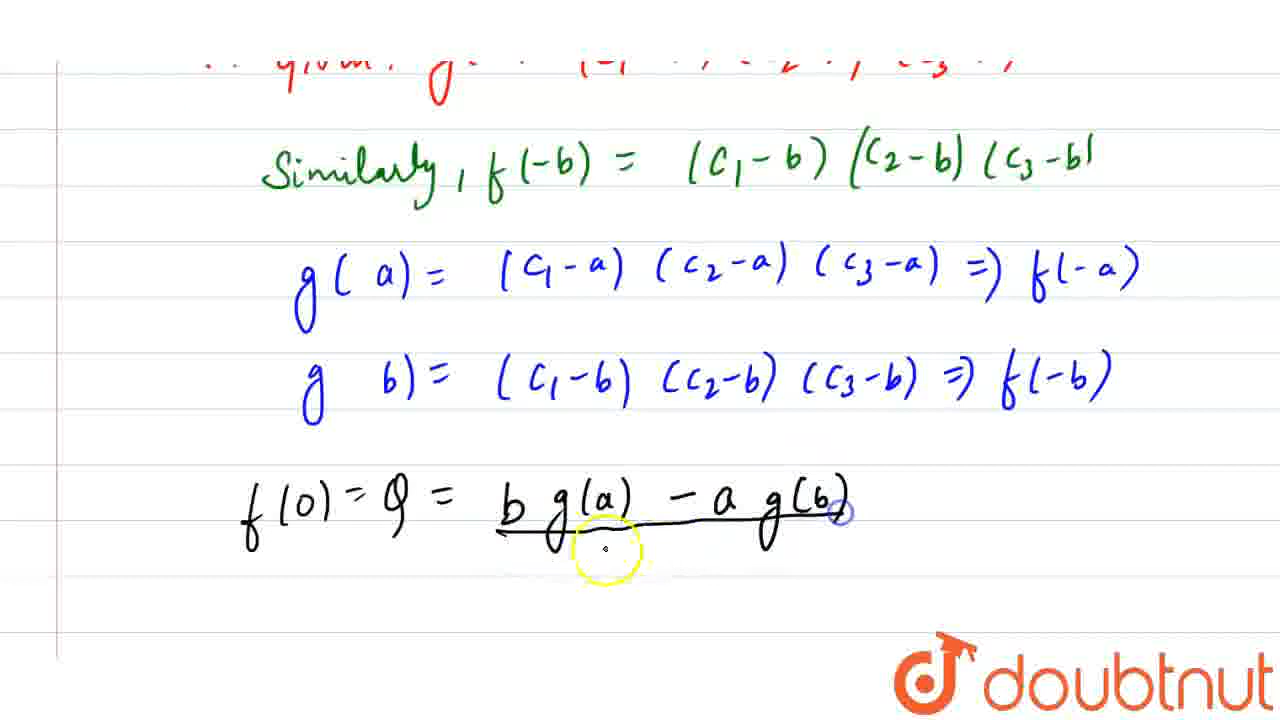 Similarly, f(-b) = (C₁-b) (C₂-b) (C₃-b)
g( a) = (C₁-a) (C₂-a) (C₃-a) => f(-a)
g b) = (C₁-b) (C₂-b) (C₃-b) => f(-b)
f(0) = Q = b g(a) - a g(b)
doubtnut